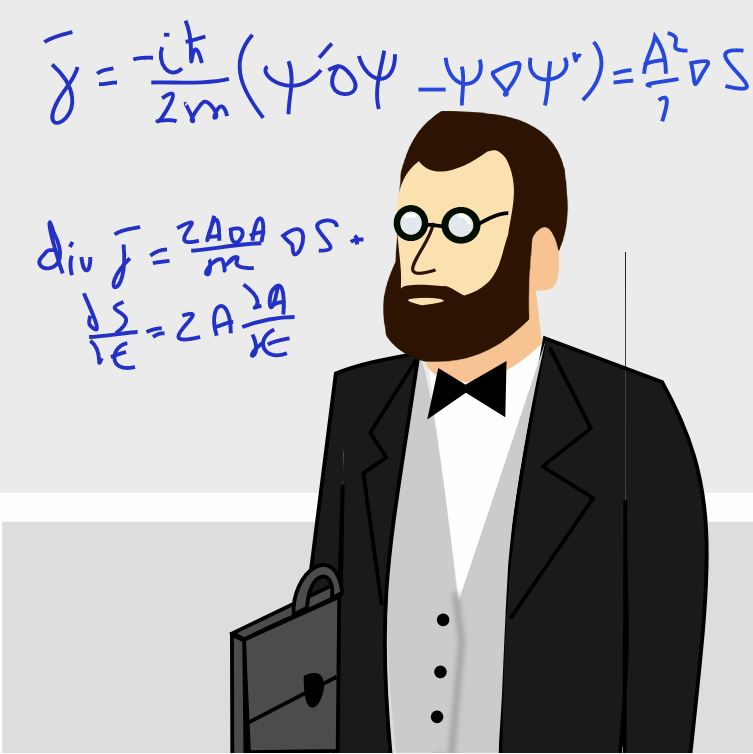 j̄ = -iħ/2m (ψ'∇ψ - ψ∇ψ*) = A²/? ∇S
div j̄ = 2A∇A/m ∇S .
∂S/∂t = 2A ∂A/∂t